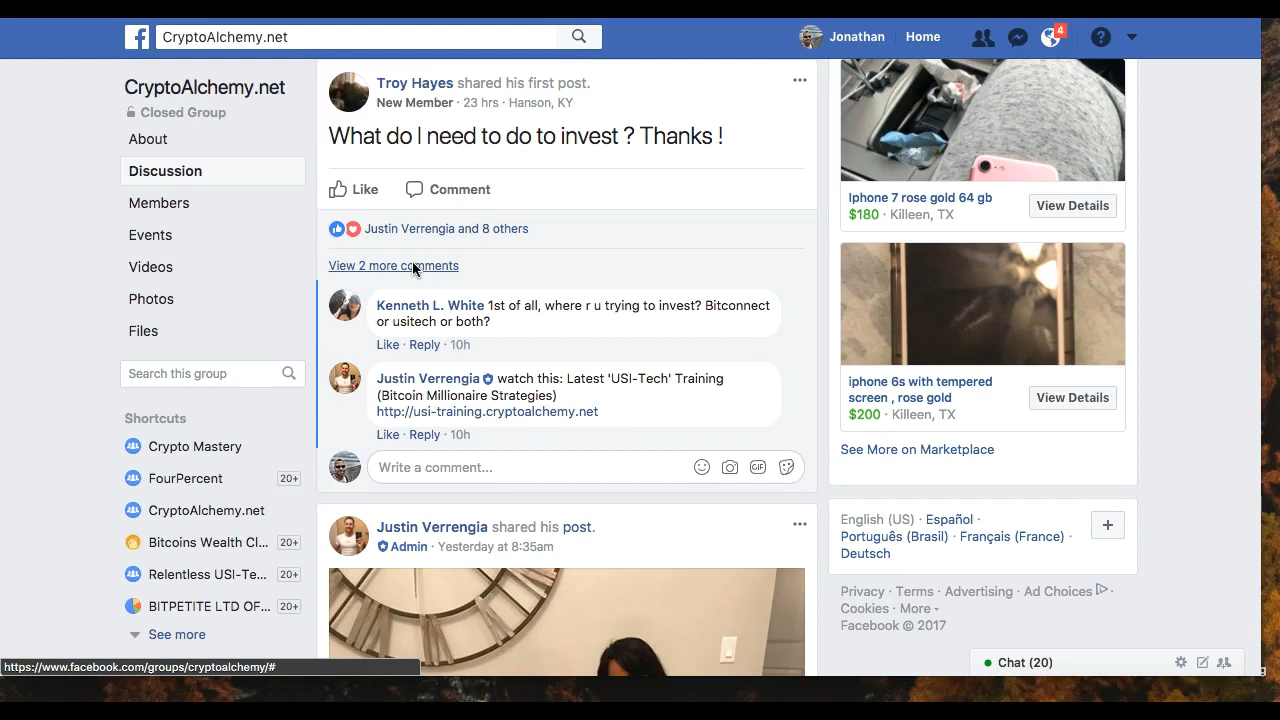 CryptoAlchemy.net
Jonathan
Home
4
CryptoAlchemy.net
Closed Group
About
Discussion
Members
Events
Videos
Photos
Files
Search this group
Shortcuts
Crypto Mastery
FourPercent 20+
CryptoAlchemy.net
Bitcoins Wealth Cl... 20+
Relentless USI-Te... 20+
BITPETITE LTD OF... 20+
See more
https://www.facebook.com/groups/cryptoalchemy/#
Troy Hayes shared his first post.
New Member · 23 hrs · Hanson, KY
What do I need to do to invest ? Thanks !
Like Comment
Justin Verrengia and 8 others
View 2 more comments
Kenneth L. White 1st of all, where r u trying to invest? Bitconnect
or usitech or both?
Like · Reply · 10h
Justin Verrengia watch this: Latest 'USI-Tech' Training
(Bitcoin Millionaire Strategies)
http://usi-training.cryptoalchemy.net
Like · Reply · 10h
Write a comment...
GIF
Justin Verrengia shared his post.
Admin · Yesterday at 8:35am
Iphone 7 rose gold 64 gb
$180 · Killeen, TX
View Details
iphone 6s with tempered
screen , rose gold
$200 · Killeen, TX
View Details
See More on Marketplace
English (US) · Español ·
Português (Brasil) · Français (France) ·
Deutsch
Privacy · Terms · Advertising · Ad Choices ·
Cookies · More
Facebook © 2017
Chat (20)